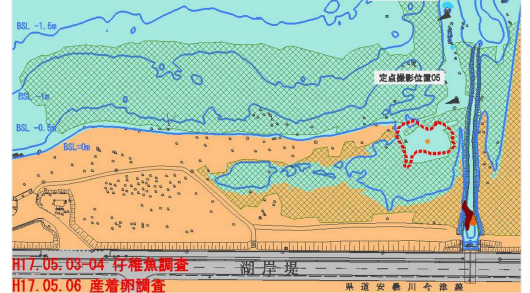 BSL -1.5m
定点撮影位置05
BSL -1m
BSL -0.5m
BSL=0m
H17.05.03-04 仔稚魚調査
湖岸堤
H17.05.06 産着卵調査
県道安曇川今津線